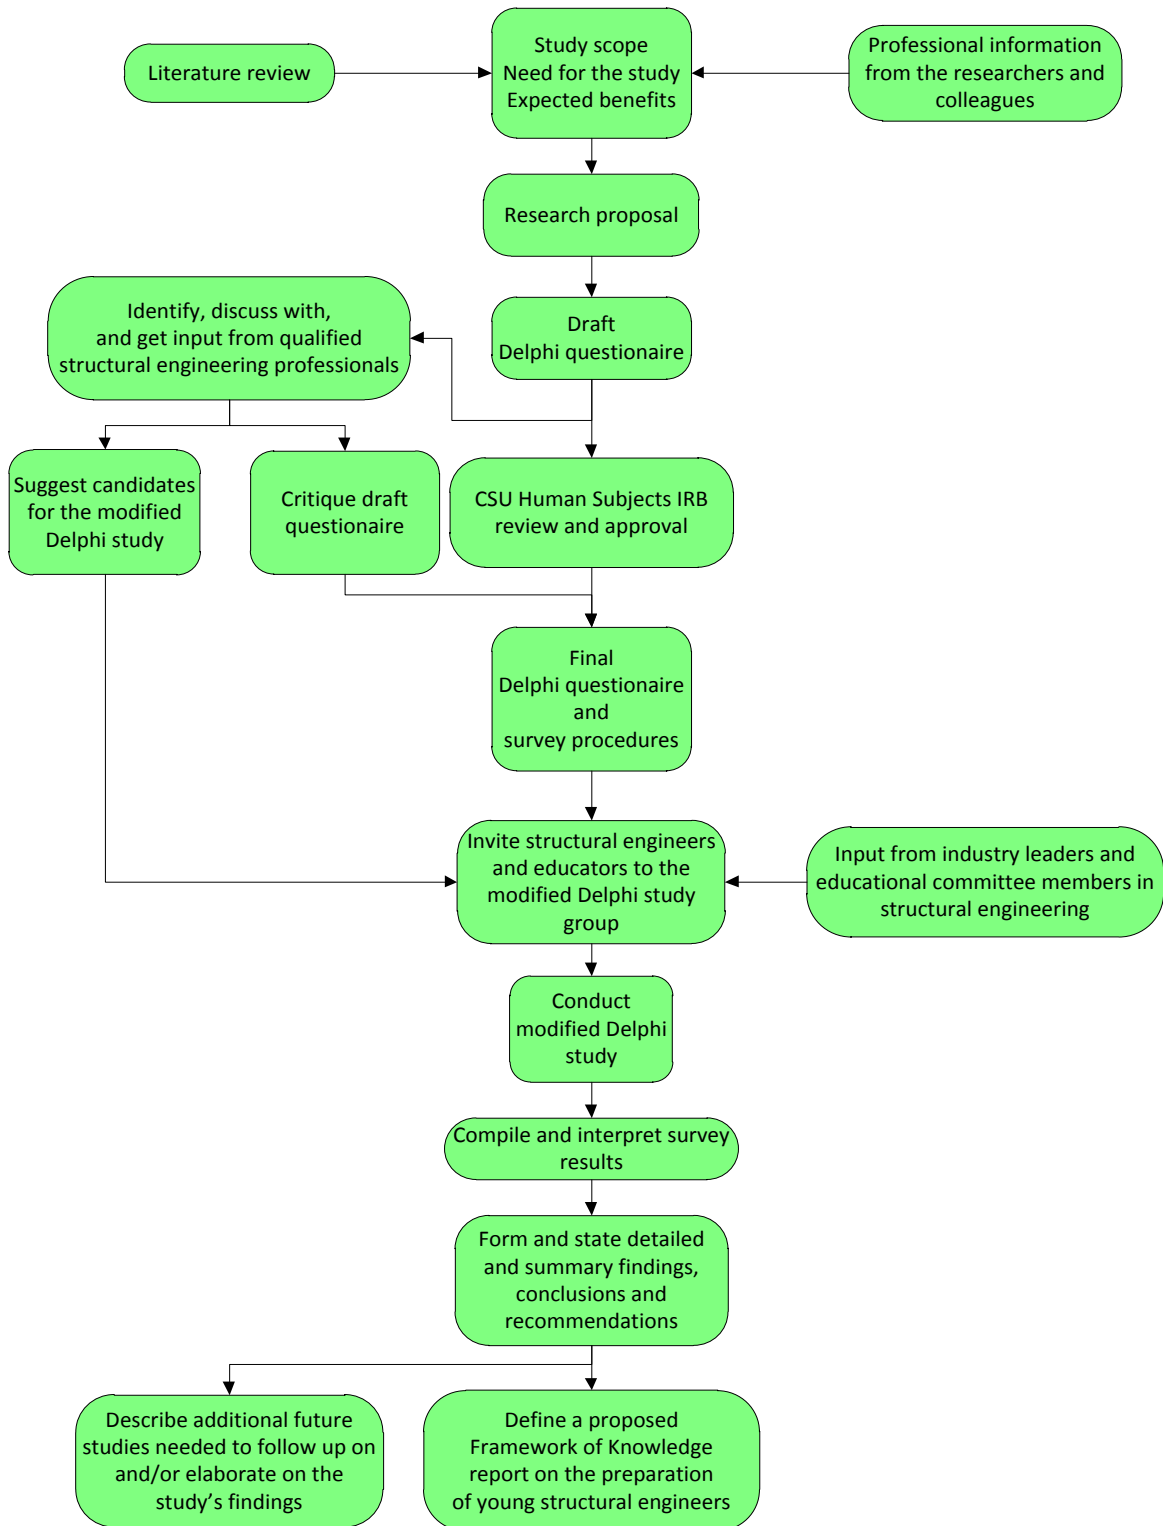 Literature review
Study scope
Need for the study
Expected benefits
Professional information
from the researchers and
colleagues
Research proposal
Identify, discuss with,
and get input from qualified
structural engineering professionals
Draft
Delphi questionaire
Suggest candidates
for the modified
Delphi study
Critique draft
questionaire
CSU Human Subjects IRB
review and approval
Final
Delphi questionaire
and
survey procedures
Invite structural engineers
and educators to the
modified Delphi study
group
Input from industry leaders and
educational committee members in
structural engineering
Conduct
modified Delphi
study
Compile and interpret survey
results
Form and state detailed
and summary findings,
conclusions and
recommendations
Describe additional future
studies needed to follow up on
and/or elaborate on the
study’s findings
Define a proposed
Framework of Knowledge
report on the preparation
of young structural engineers